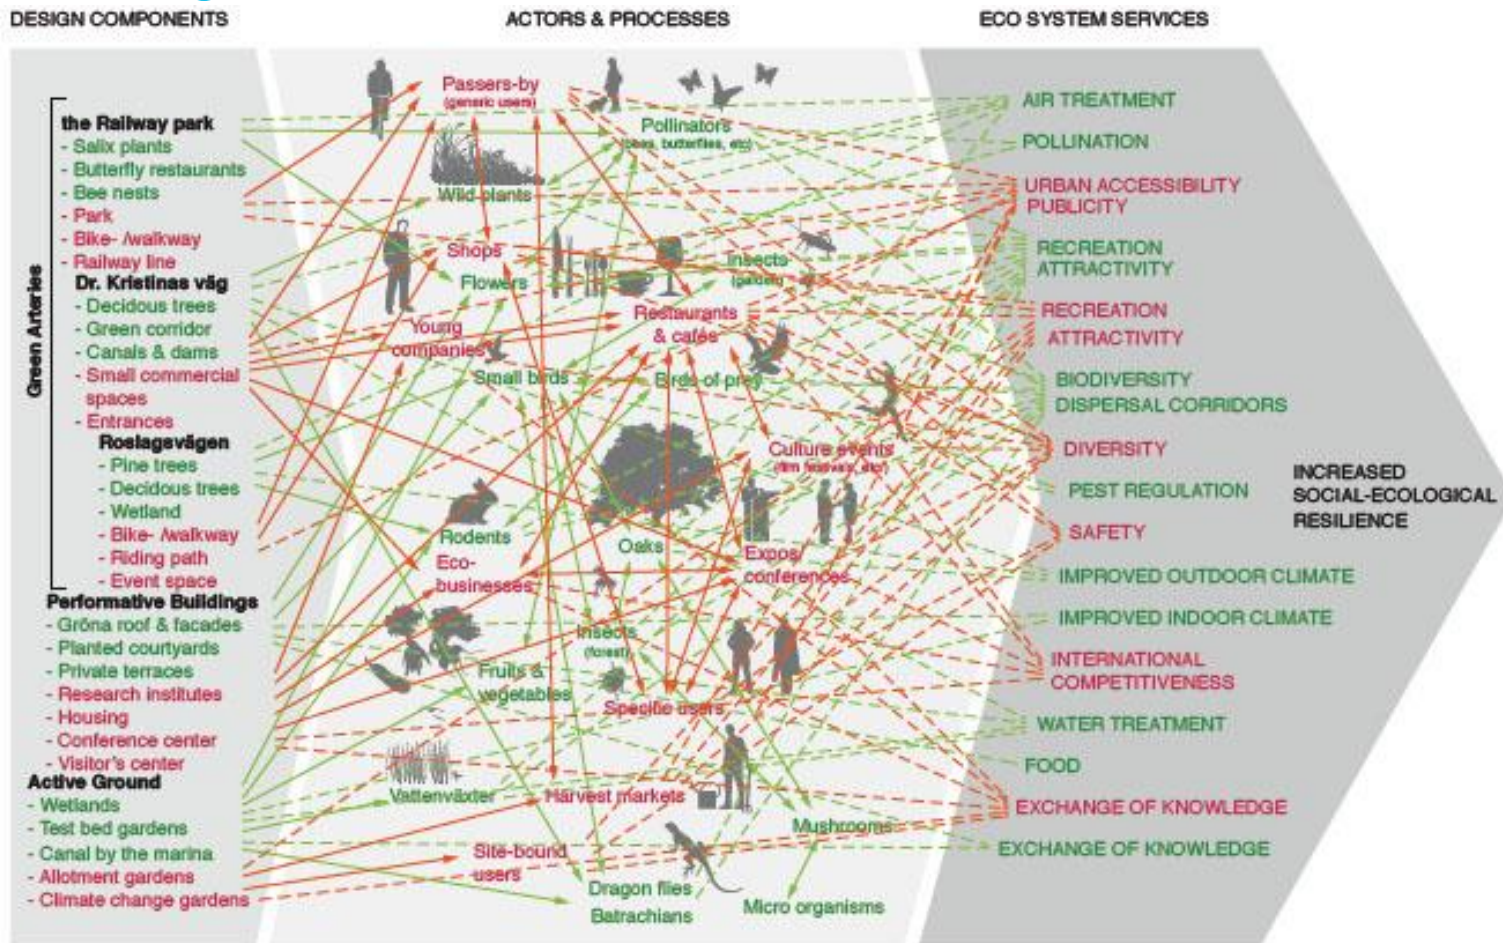 DESIGN COMPONENTS
ACTORS & PROCESSES
ECO SYSTEM SERVICES
Green Arteries
the Railway park
- Salix plants
- Butterfly restaurants
- Bee nests
- Park
- Bike- /walkway
- Railway line
Dr. Kristinas väg
- Decidous trees
- Green corridor
- Canals & dams
- Small commercial
spaces
- Entrances
Roslagsvägen
- Pine trees
- Decidous trees
- Wetland
- Bike- /walkway
- Riding path
- Event space
Performative Buildings
- Gröna roof & facades
- Planted courtyards
- Private terraces
- Research institutes
- Housing
- Conference center
- Visitor's center
Active Ground
- Wetlands
- Test bed gardens
- Canal by the marina
- Allotment gardens
- Climate change gardens
Passers-by
(generic users)
Pollinators
(bees, butterflies, etc)
Wild plants
Shops
Flowers
Insects
(garden)
Restaurants
& cafés
Young
companies
Small birds
Birds of prey
Culture events
(film festivals, etc)
Rodents
Oaks
Eco-
businesses
Expos/
conferences
Insects
(forest)
Fruits &
vegetables
Specific users
Vattenväxter
Harvest markets
Mushrooms
Site-bound
users
Dragon flies
Batrachians
Micro organisms
AIR TREATMENT
POLLINATION
URBAN ACCESSIBILITY
PUBLICITY
RECREATION
ATTRACTIVITY
RECREATION
ATTRACTIVITY
BIODIVERSITY
DISPERSAL CORRIDORS
DIVERSITY
PEST REGULATION
SAFETY
IMPROVED OUTDOOR CLIMATE
IMPROVED INDOOR CLIMATE
INTERNATIONAL
COMPETITIVENESS
WATER TREATMENT
FOOD
EXCHANGE OF KNOWLEDGE
EXCHANGE OF KNOWLEDGE
INCREASED
SOCIAL-ECOLOGICAL
RESILIENCE